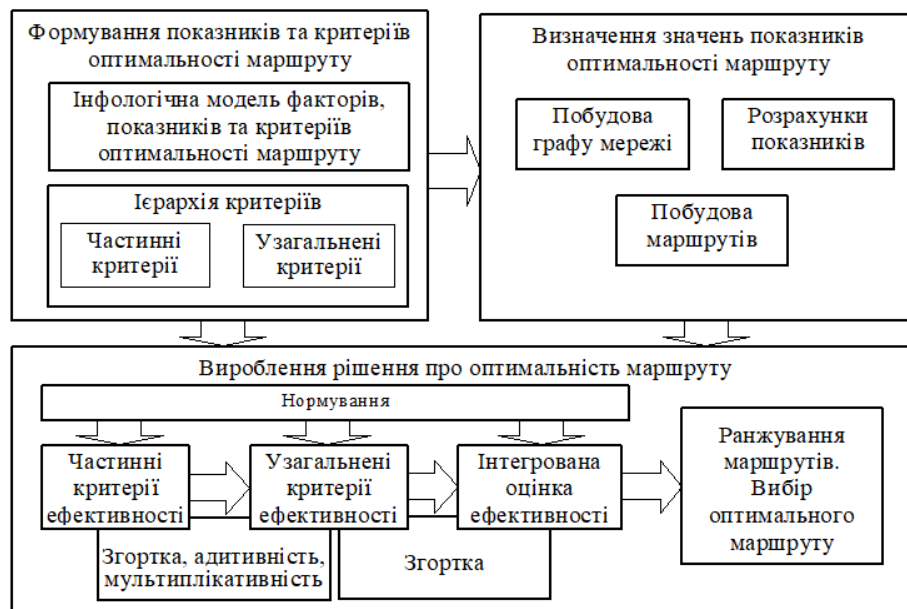 Формування показників та критеріїв
оптимальності маршруту
Інфологічна модель факторів,
показників та критеріїв
оптимальності маршруту
Ієрархія критеріїв
Частинні
критерії
Узагальнені
критерії
Визначення значень показників
оптимальності маршруту
Побудова
графу мережі
Розрахунки
показників
Побудова
маршрутів
Вироблення рішення про оптимальність маршруту
Нормування
Частинні
критерії
ефективності
Узагальнені
критерії
ефективності
Інтегрована
оцінка
ефективності
Ранжування
маршрутів.
Вибір
оптимального
маршруту
Згортка, адитивність,
мультиплікативність
Згортка